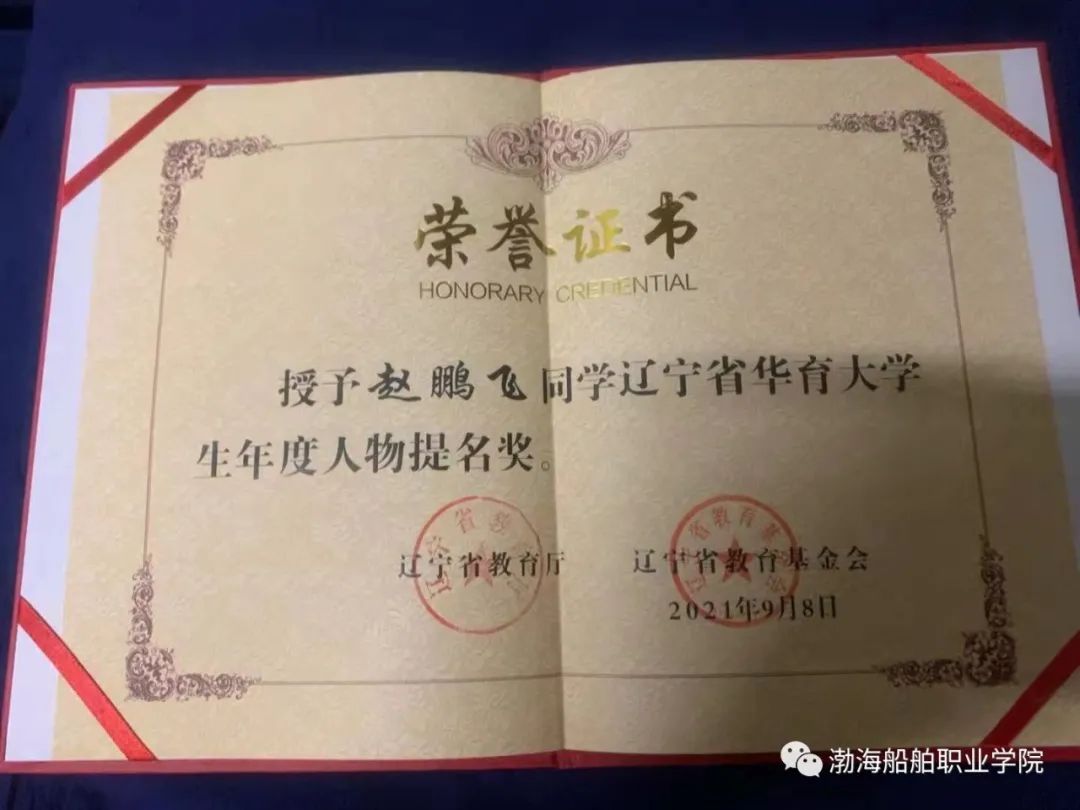 荣誉证书
HONORARY CREDENTIAL
授予赵鹏飞同学辽宁省华育大学
生年度人物提名奖。
辽宁省教育厅 辽宁省教育基金会
2021年9月8日
渤海船舶职业学院